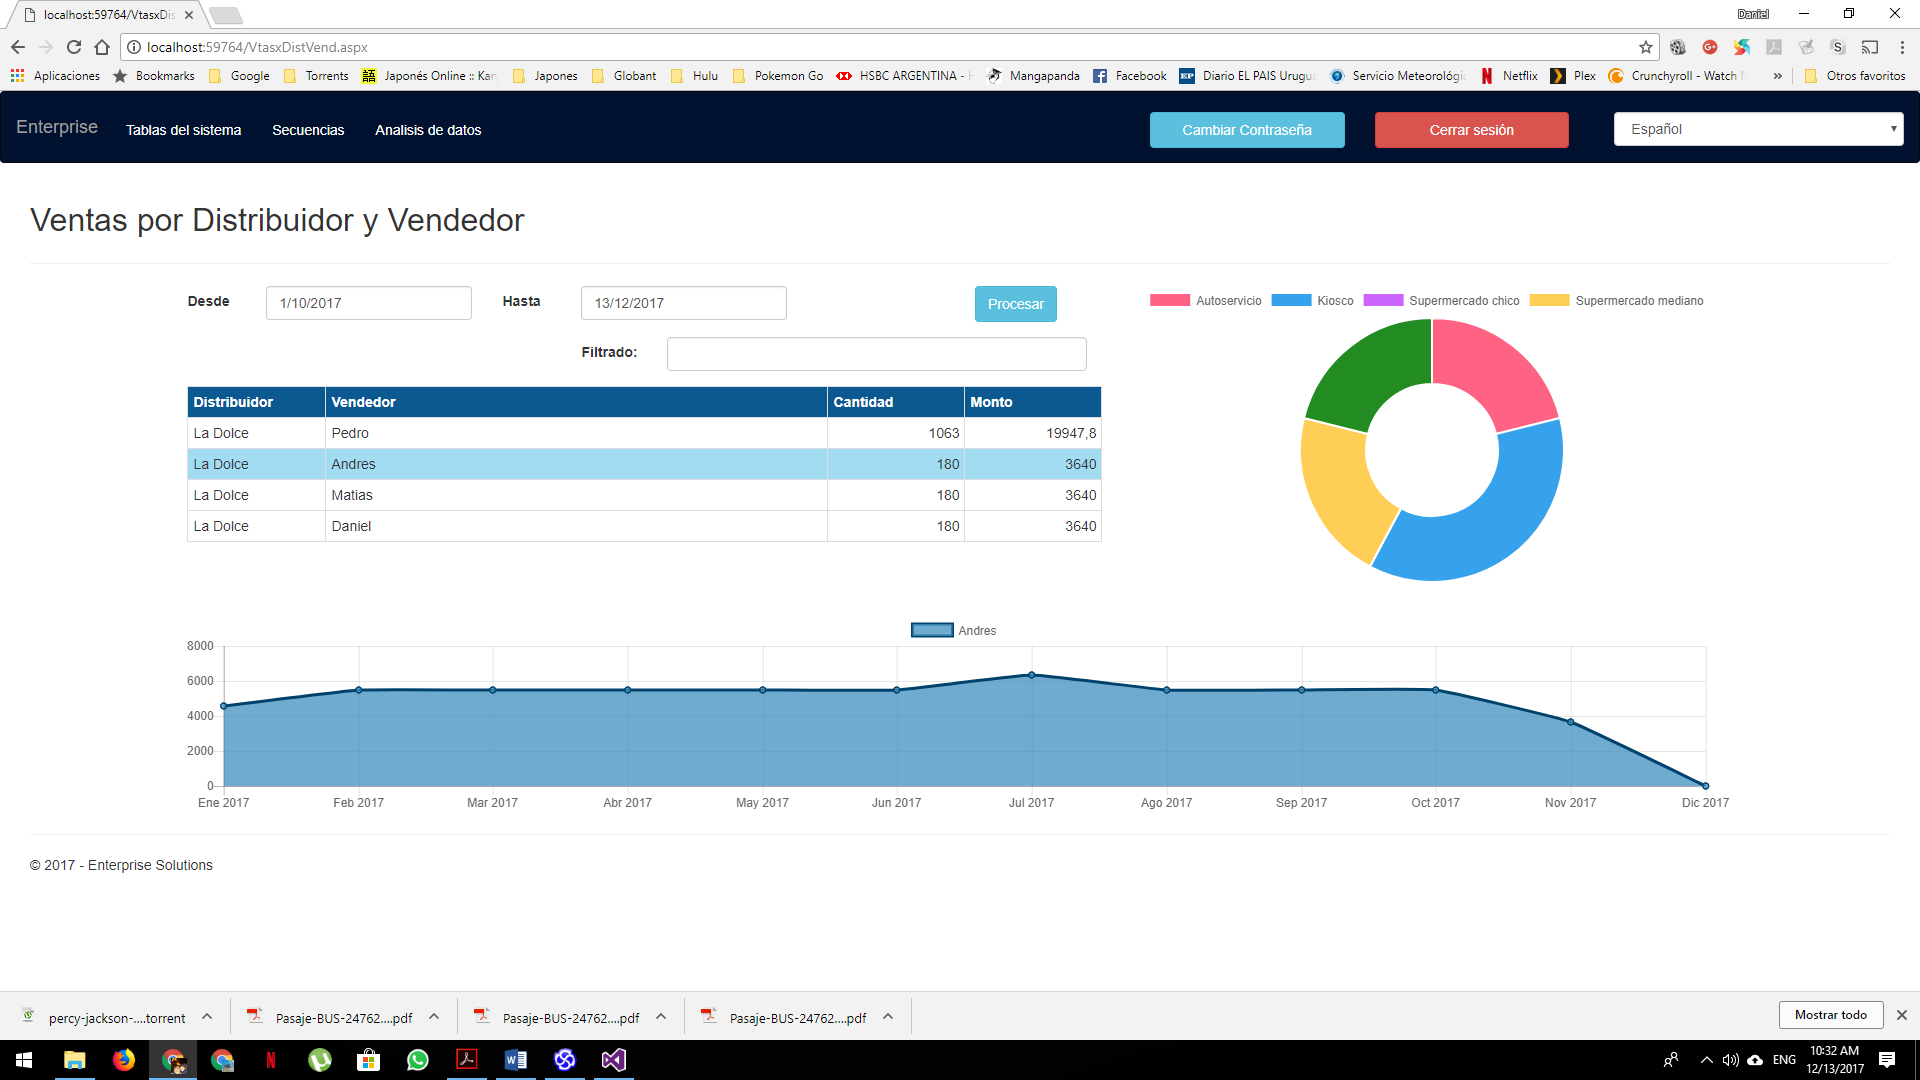 localhost:59764/VtasxDis
Daniel
localhost:59764/VtasxDistVend.aspx
Aplicaciones Bookmarks Google Torrents Japonés Online :: Kan Japones Globant Hulu Pokemon Go HSBC ARGENTINA - Mangapanda Facebook Diario EL PAIS Urugu Servicio Meteorológi Netflix Plex Crunchyroll - Watch » Otros favoritos
Enterprise Tablas del sistema Secuencias Analisis de datos Cambiar Contraseña Cerrar sesión Español
Ventas por Distribuidor y Vendedor
Desde 1/10/2017 Hasta 13/12/2017 Procesar
Filtrado:
Distribuidor Vendedor Cantidad Monto
La Dolce Pedro 1063 19947,8
La Dolce Andres 180 3640
La Dolce Matias 180 3640
La Dolce Daniel 180 3640
Autoservicio Kiosco Supermercado chico Supermercado mediano
Andres
8000
6000
4000
2000
0
Ene 2017 Feb 2017 Mar 2017 Abr 2017 May 2017 Jun 2017 Jul 2017 Ago 2017 Sep 2017 Oct 2017 Nov 2017 Dic 2017
© 2017 - Enterprise Solutions
percy-jackson-....torrent Pasaje-BUS-24762....pdf Pasaje-BUS-24762....pdf Pasaje-BUS-24762....pdf Mostrar todo
ENG 10:32 AM
12/13/2017